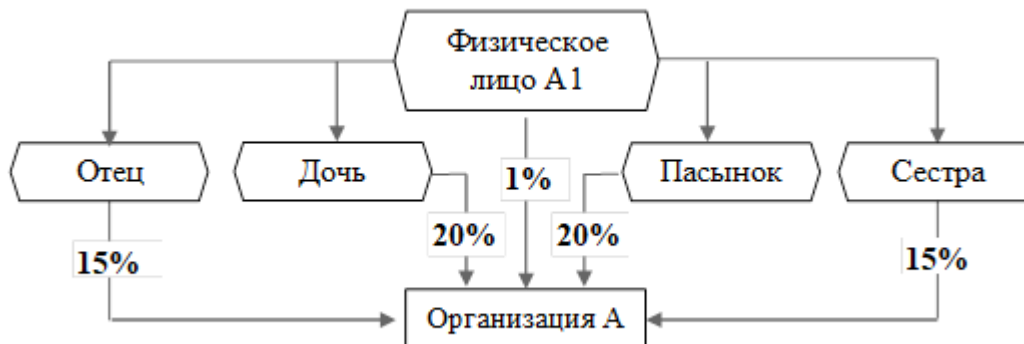 Физическое
лицо А1
Отец
Дочь
1%
Пасынок
Сестра
15%
20%
20%
15%
Организация А